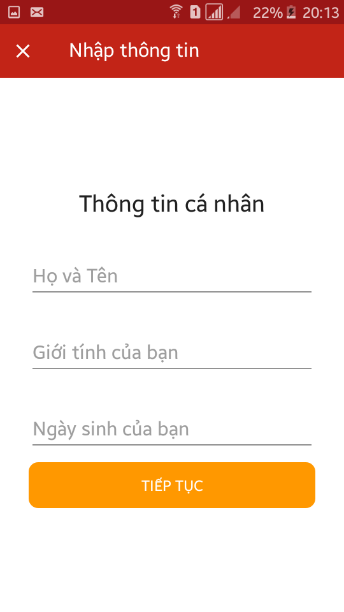 1 22% 20:13
Nhập thông tin
Thông tin cá nhân
Họ và Tên
Giới tính của bạn
Ngày sinh của bạn
TIẾP TỤC